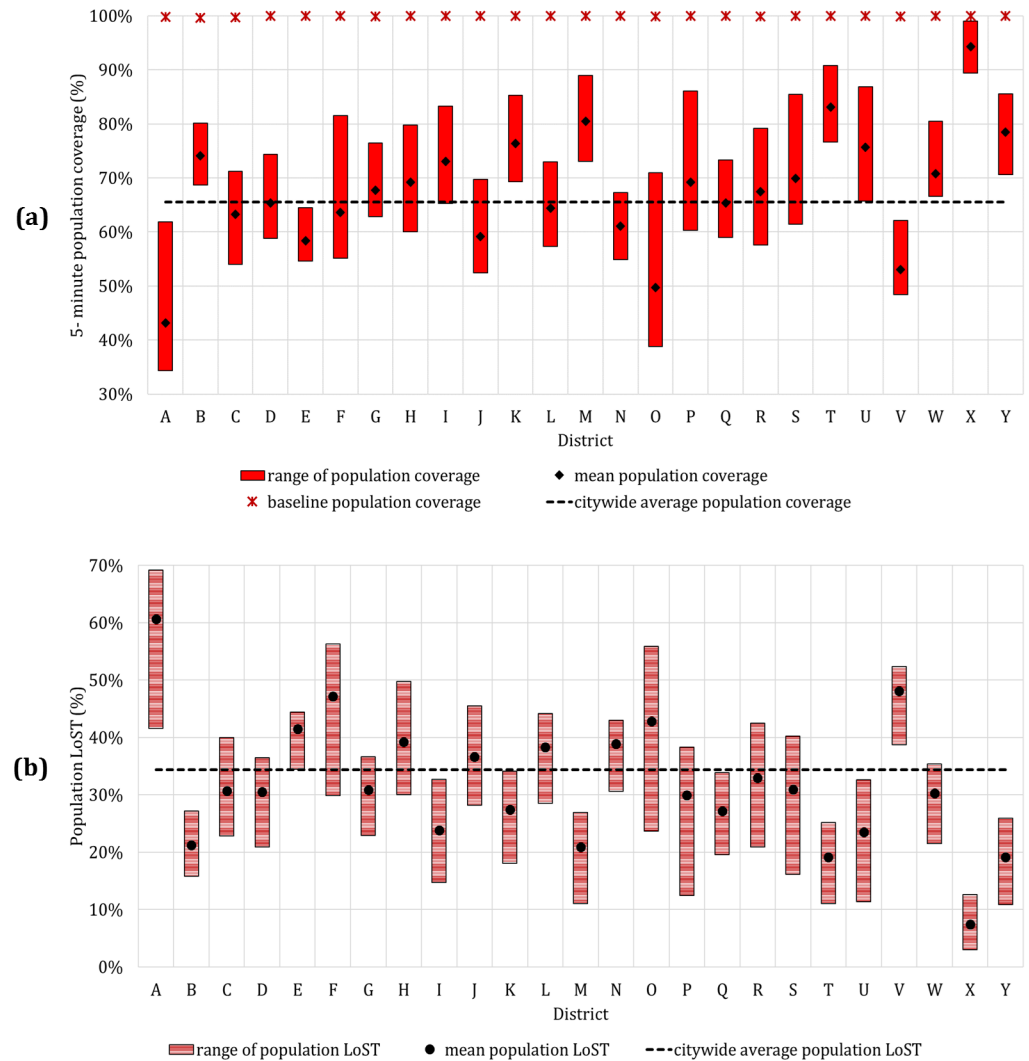 (a)
5- minute population coverage (%)
100%
90%
80%
70%
60%
50%
40%
30%
A B C D E F G H I J K L M N O P Q R S T U V W X Y
District
range of population coverage mean population coverage
baseline population coverage citywide average population coverage
(b)
Population LoST (%)
70%
60%
50%
40%
30%
20%
10%
0%
A B C D E F G H I J K L M N O P Q R S T U V W X Y
District
range of population LoST mean population LoST citywide average population LoST